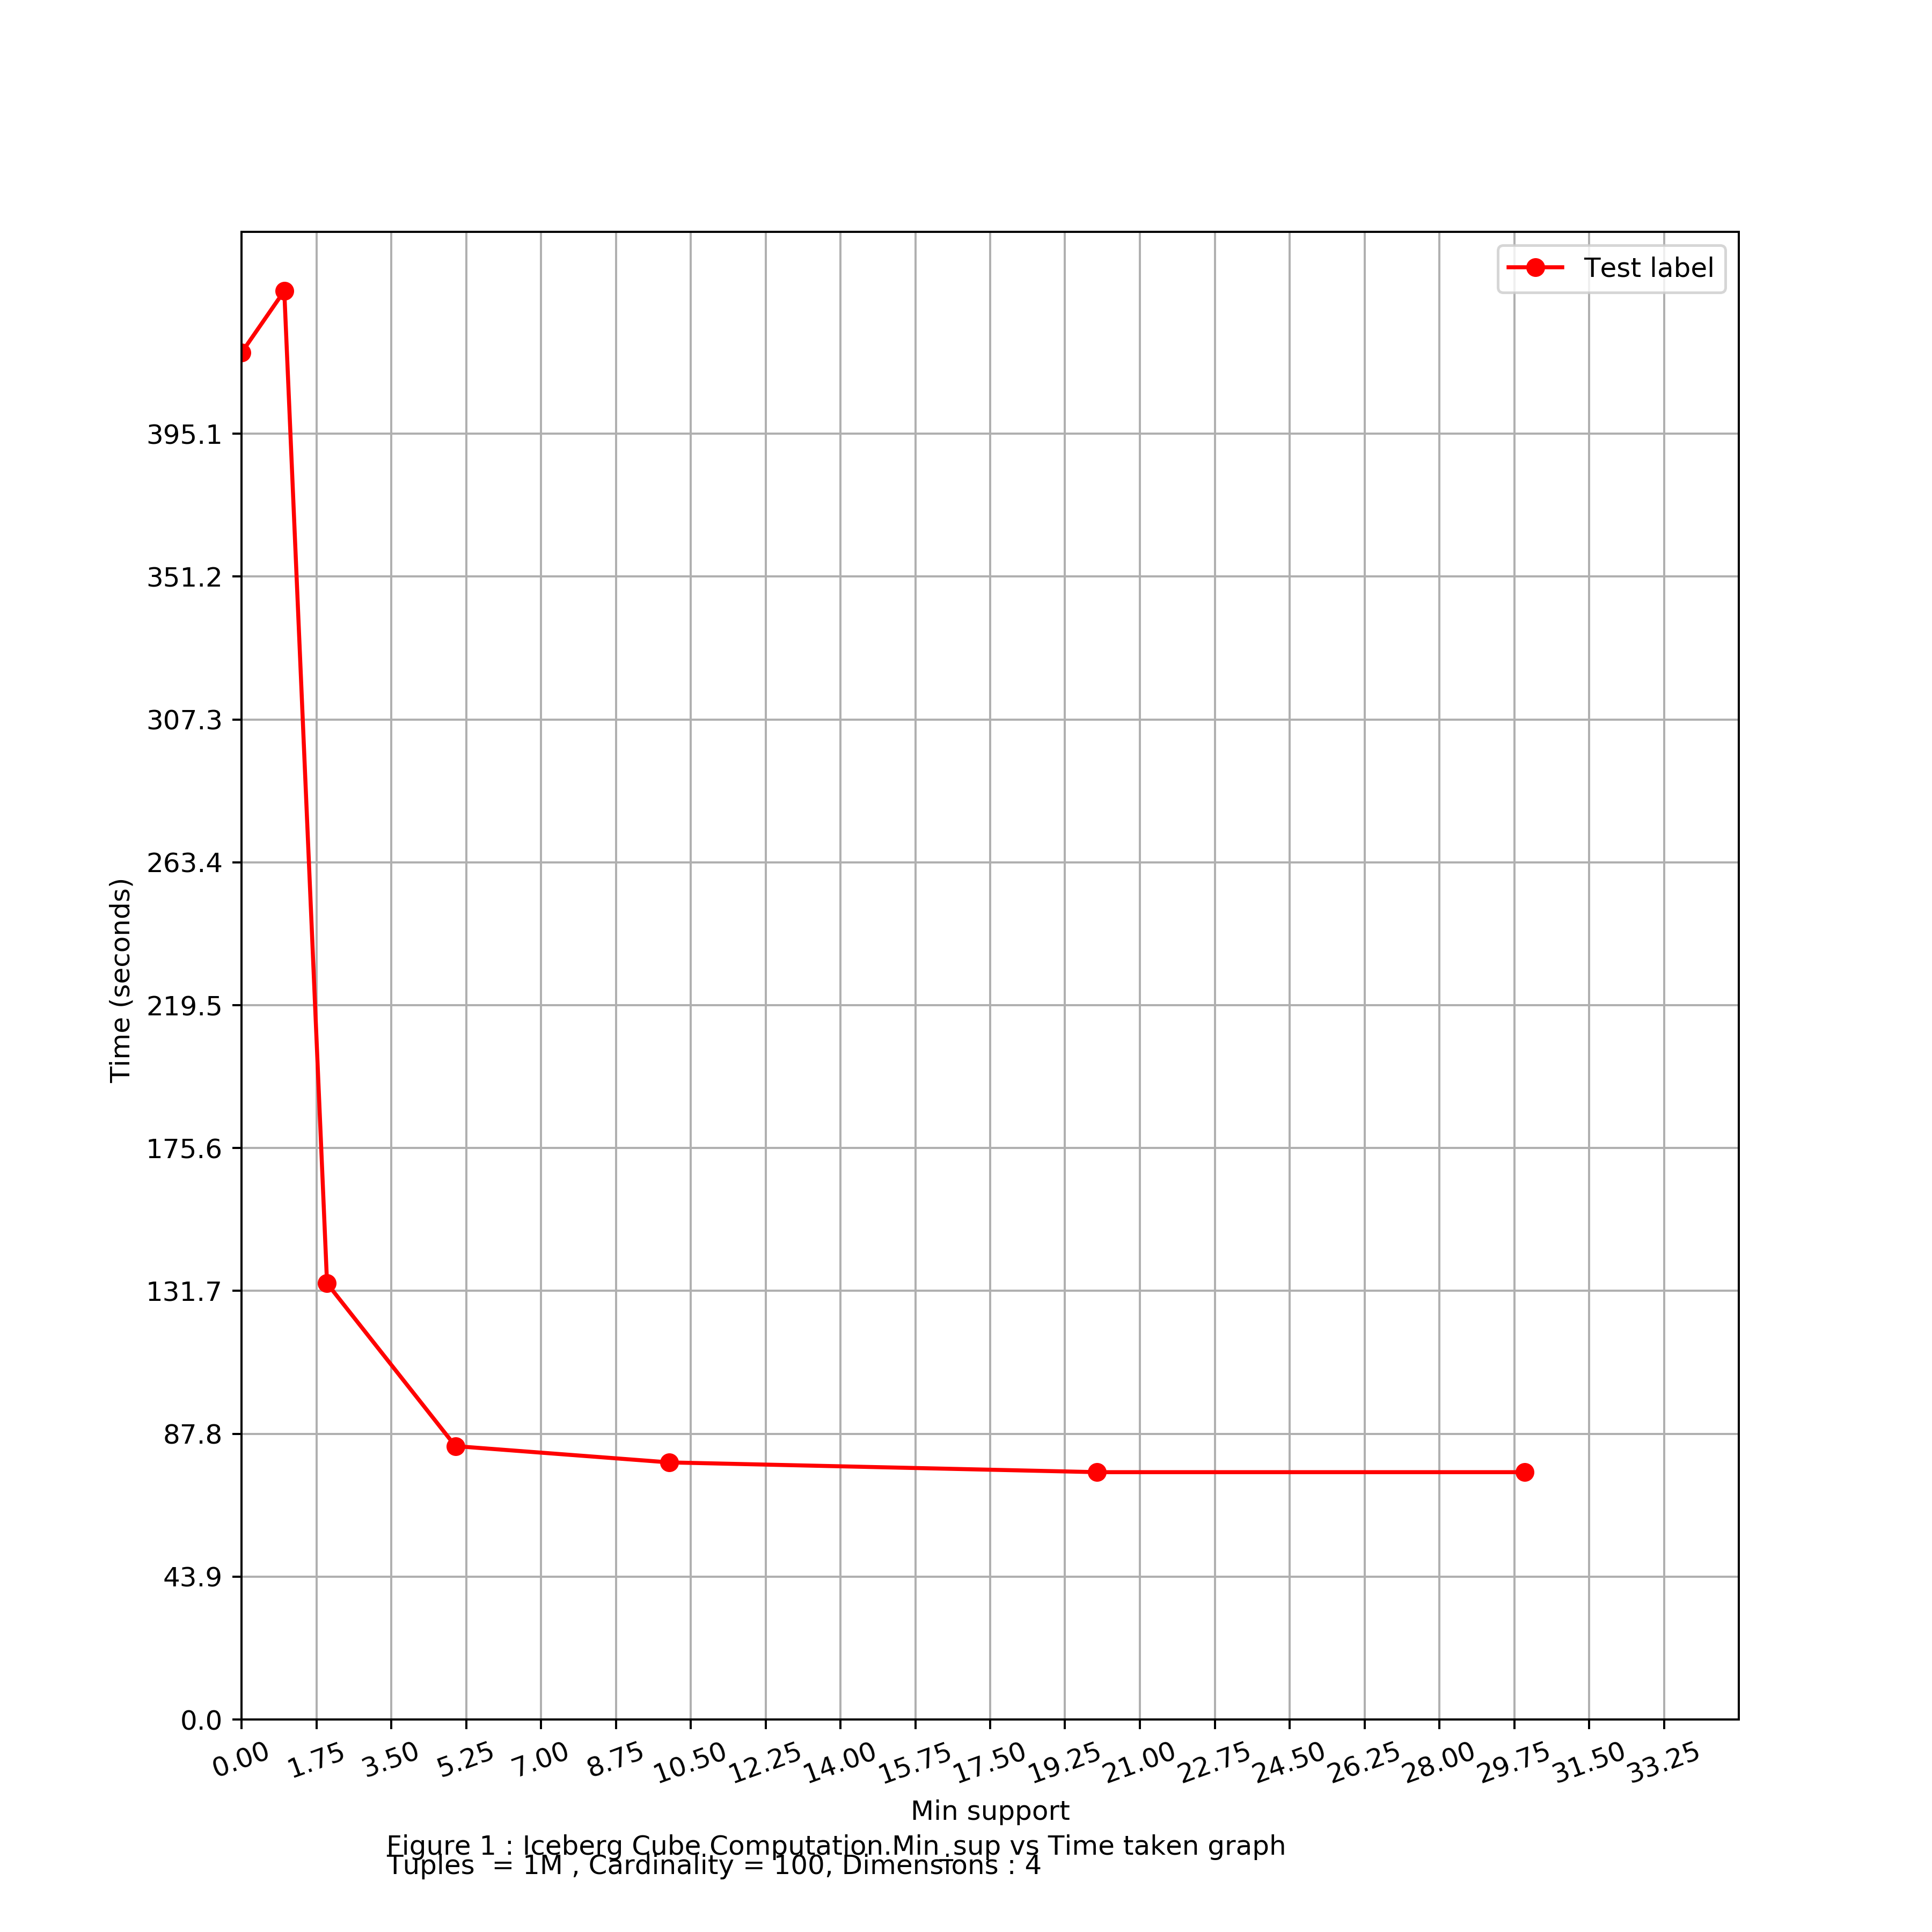 Test label
395.1
351.2
307.3
263.4
219.5
175.6
131.7
87.8
43.9
0.0
Time (seconds)
0.00 1.75 3.50 5.25 7.00 8.75 10.50 12.25 14.00 15.75 17.50 19.25 21.00 22.75 24.50 26.25 28.00 29.75 31.50 33.25
Min support
Figure 1 : Iceberg Cube Computation.Min_sup vs Time taken graph
Tuples  = 1M , Cardinality = 100, Dimensions : 4